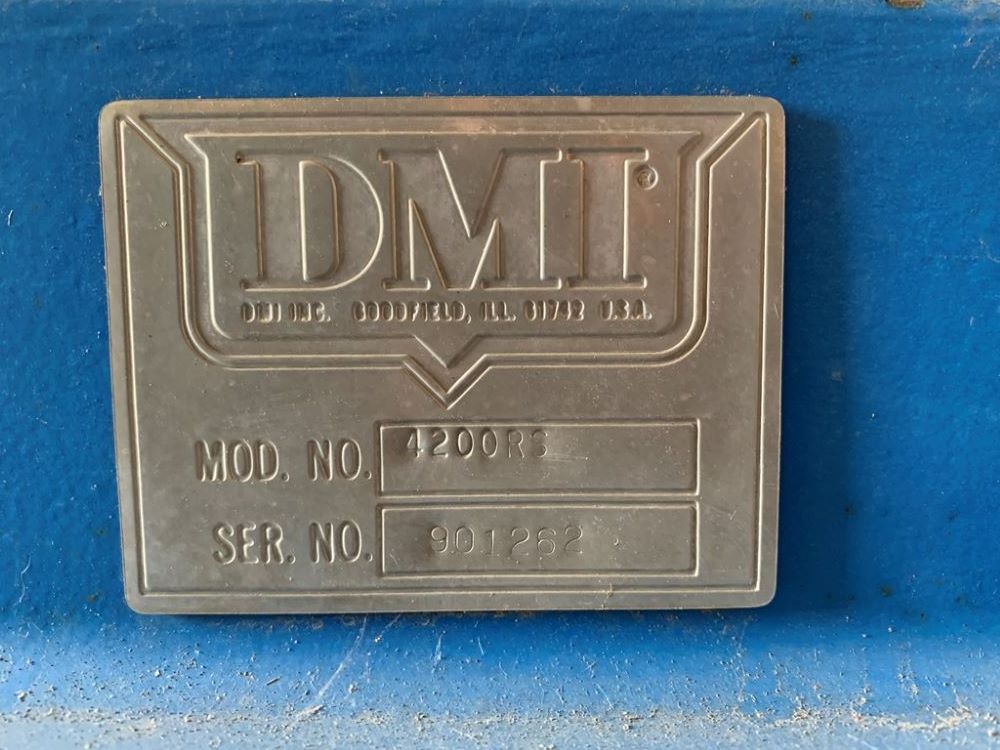 DMI®
DMI INC. GOODFIELD, ILL. 61742 U.S.A.
MOD. NO. 4200RS
SER. NO. 901262